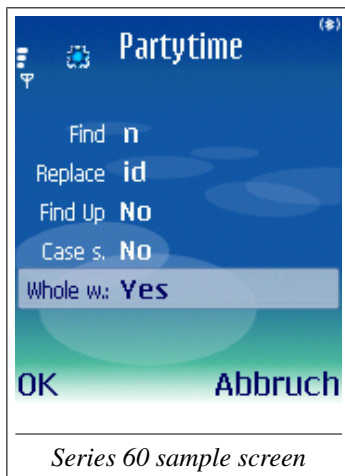 Partytime
Find n
Replace id
Find Up No
Case s. No
Whole w.: Yes
OK Abbruch
Series 60 sample screen